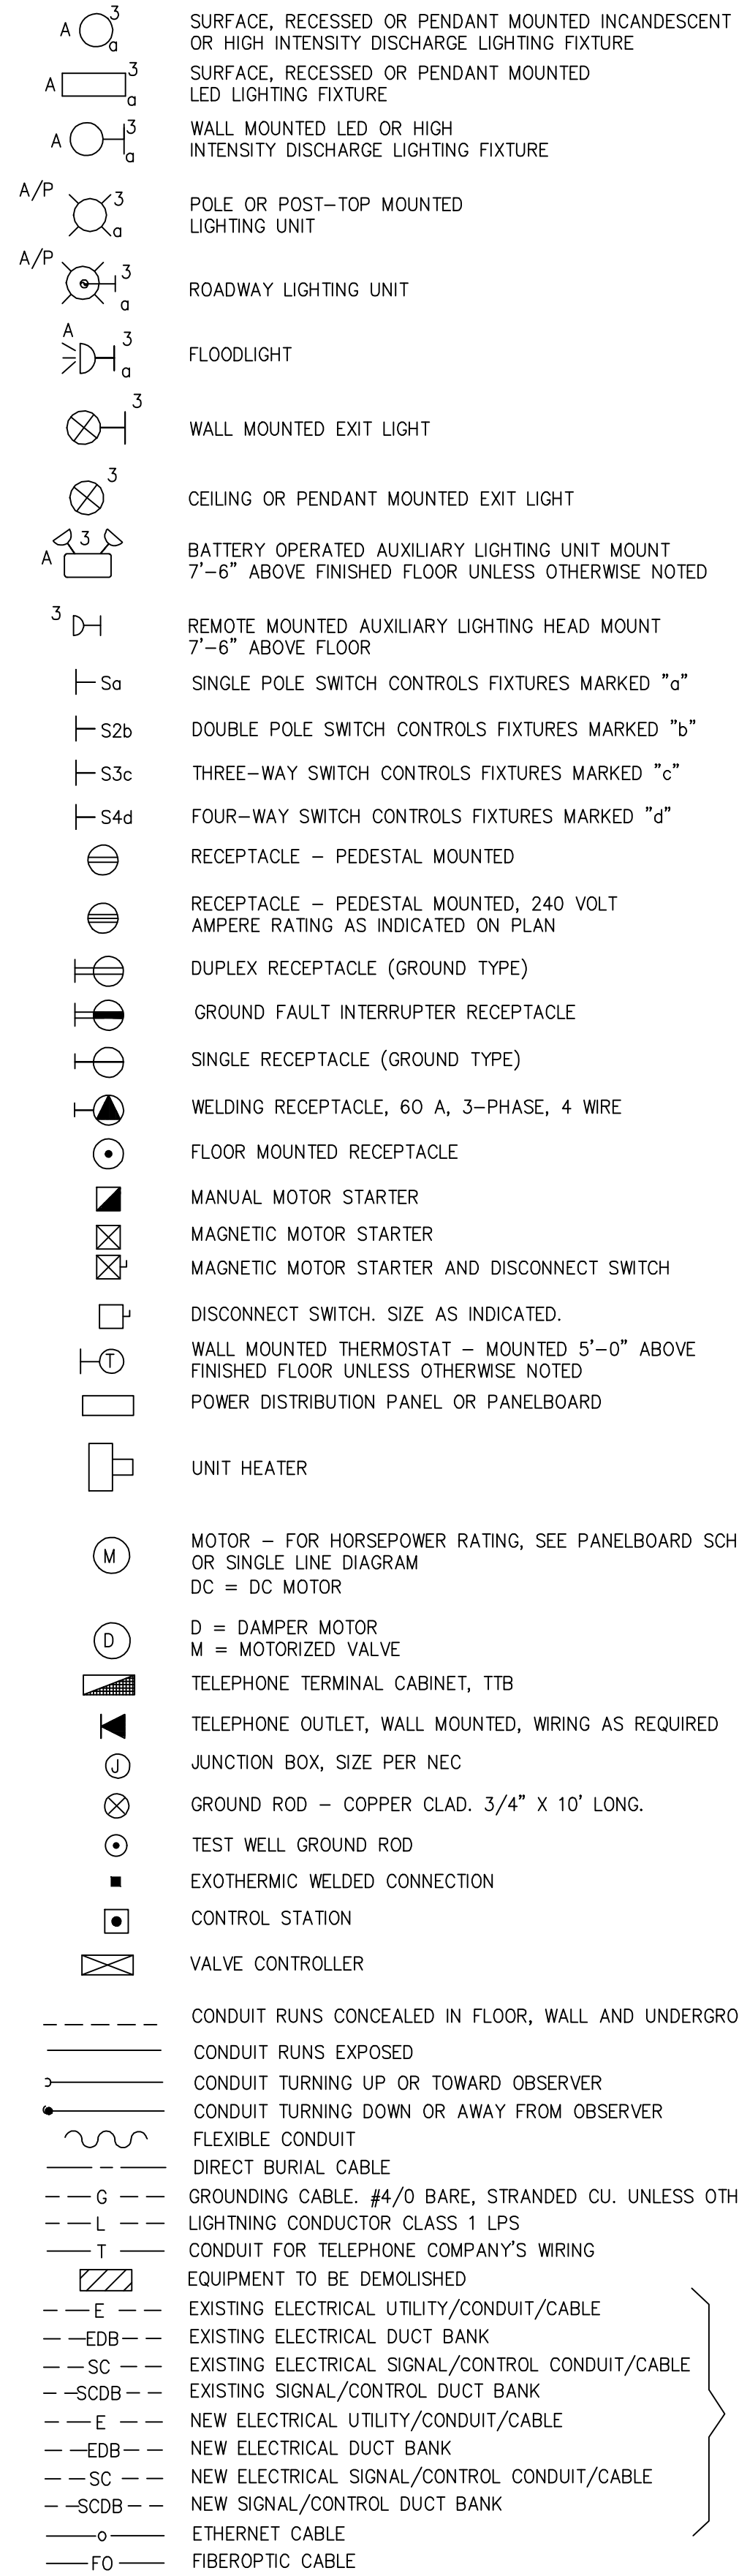 3
A
a
SURFACE, RECESSED OR PENDANT MOUNTED INCANDESCENT
OR HIGH INTENSITY DISCHARGE LIGHTING FIXTURE
3
A
a
SURFACE, RECESSED OR PENDANT MOUNTED
LED LIGHTING FIXTURE
3
A
a
WALL MOUNTED LED OR HIGH
INTENSITY DISCHARGE LIGHTING FIXTURE
A/P
3
a
POLE OR POST-TOP MOUNTED
LIGHTING UNIT
A/P
3
a
ROADWAY LIGHTING UNIT
A
3
a
FLOODLIGHT
3
WALL MOUNTED EXIT LIGHT
3
CEILING OR PENDANT MOUNTED EXIT LIGHT
3
A
BATTERY OPERATED AUXILIARY LIGHTING UNIT MOUNT
7'-6" ABOVE FINISHED FLOOR UNLESS OTHERWISE NOTED
3
REMOTE MOUNTED AUXILIARY LIGHTING HEAD MOUNT
7'-6" ABOVE FLOOR
Sa SINGLE POLE SWITCH CONTROLS FIXTURES MARKED "a"
S2b DOUBLE POLE SWITCH CONTROLS FIXTURES MARKED "b"
S3c THREE-WAY SWITCH CONTROLS FIXTURES MARKED "c"
S4d FOUR-WAY SWITCH CONTROLS FIXTURES MARKED "d"
RECEPTACLE - PEDESTAL MOUNTED
RECEPTACLE - PEDESTAL MOUNTED, 240 VOLT
AMPERE RATING AS INDICATED ON PLAN
DUPLEX RECEPTACLE (GROUND TYPE)
GROUND FAULT INTERRUPTER RECEPTACLE
SINGLE RECEPTACLE (GROUND TYPE)
WELDING RECEPTACLE, 60 A, 3-PHASE, 4 WIRE
FLOOR MOUNTED RECEPTACLE
MANUAL MOTOR STARTER
MAGNETIC MOTOR STARTER
MAGNETIC MOTOR STARTER AND DISCONNECT SWITCH
DISCONNECT SWITCH. SIZE AS INDICATED.
T WALL MOUNTED THERMOSTAT - MOUNTED 5'-0" ABOVE
FINISHED FLOOR UNLESS OTHERWISE NOTED
POWER DISTRIBUTION PANEL OR PANELBOARD
UNIT HEATER
M MOTOR - FOR HORSEPOWER RATING, SEE PANELBOARD SCH
OR SINGLE LINE DIAGRAM
DC = DC MOTOR
D D = DAMPER MOTOR
M = MOTORIZED VALVE
TELEPHONE TERMINAL CABINET, TTB
TELEPHONE OUTLET, WALL MOUNTED, WIRING AS REQUIRED
J JUNCTION BOX, SIZE PER NEC
GROUND ROD - COPPER CLAD. 3/4" X 10' LONG.
TEST WELL GROUND ROD
EXOTHERMIC WELDED CONNECTION
CONTROL STATION
VALVE CONTROLLER
CONDUIT RUNS CONCEALED IN FLOOR, WALL AND UNDERGRO
CONDUIT RUNS EXPOSED
CONDUIT TURNING UP OR TOWARD OBSERVER
CONDUIT TURNING DOWN OR AWAY FROM OBSERVER
FLEXIBLE CONDUIT
DIRECT BURIAL CABLE
G GROUNDING CABLE. #4/0 BARE, STRANDED CU. UNLESS OTH
L LIGHTNING CONDUCTOR CLASS 1 LPS
T CONDUIT FOR TELEPHONE COMPANY'S WIRING
EQUIPMENT TO BE DEMOLISHED
E EXISTING ELECTRICAL UTILITY/CONDUIT/CABLE
EDB EXISTING ELECTRICAL DUCT BANK
SC EXISTING ELECTRICAL SIGNAL/CONTROL CONDUIT/CABLE
SCDB EXISTING SIGNAL/CONTROL DUCT BANK
E NEW ELECTRICAL UTILITY/CONDUIT/CABLE
EDB NEW ELECTRICAL DUCT BANK
SC NEW ELECTRICAL SIGNAL/CONTROL CONDUIT/CABLE
SCDB NEW SIGNAL/CONTROL DUCT BANK
o ETHERNET CABLE
FO FIBEROPTIC CABLE